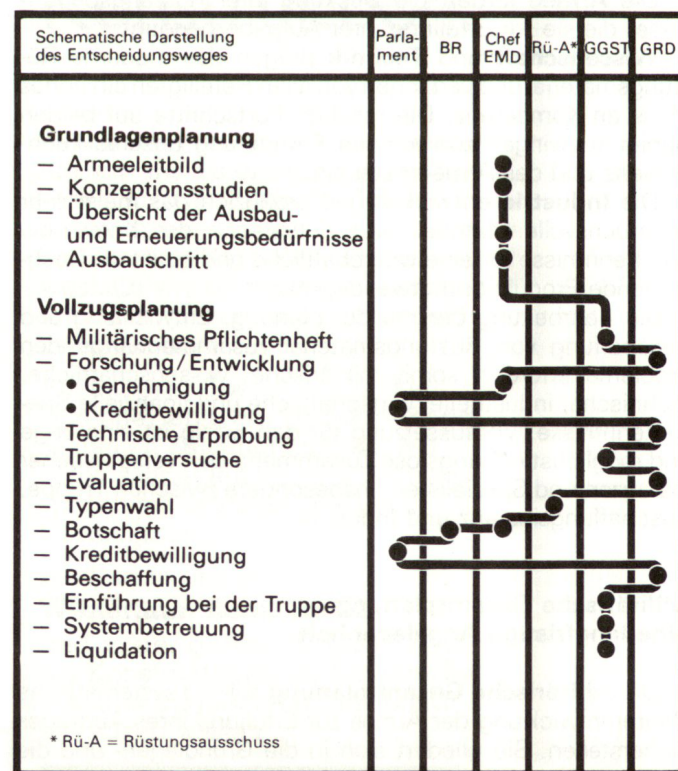 Schematische Darstellung
des Entscheidungsweges
Parla-
ment
BR
Chef
EMD
Rü-A*
GGST
GRD
Grundlagenplanung
– Armeeleitbild
– Konzeptionsstudien
– Übersicht der Ausbau-
und Erneuerungsbedürfnisse
– Ausbauschritt
Vollzugsplanung
– Militärisches Pflichtenheft
– Forschung/Entwicklung
• Genehmigung
• Kreditbewilligung
– Technische Erprobung
– Truppenversuche
– Evaluation
– Typenwahl
– Botschaft
– Kreditbewilligung
– Beschaffung
– Einführung bei der Truppe
– Systembetreuung
– Liquidation
* Rü-A = Rüstungsausschuss